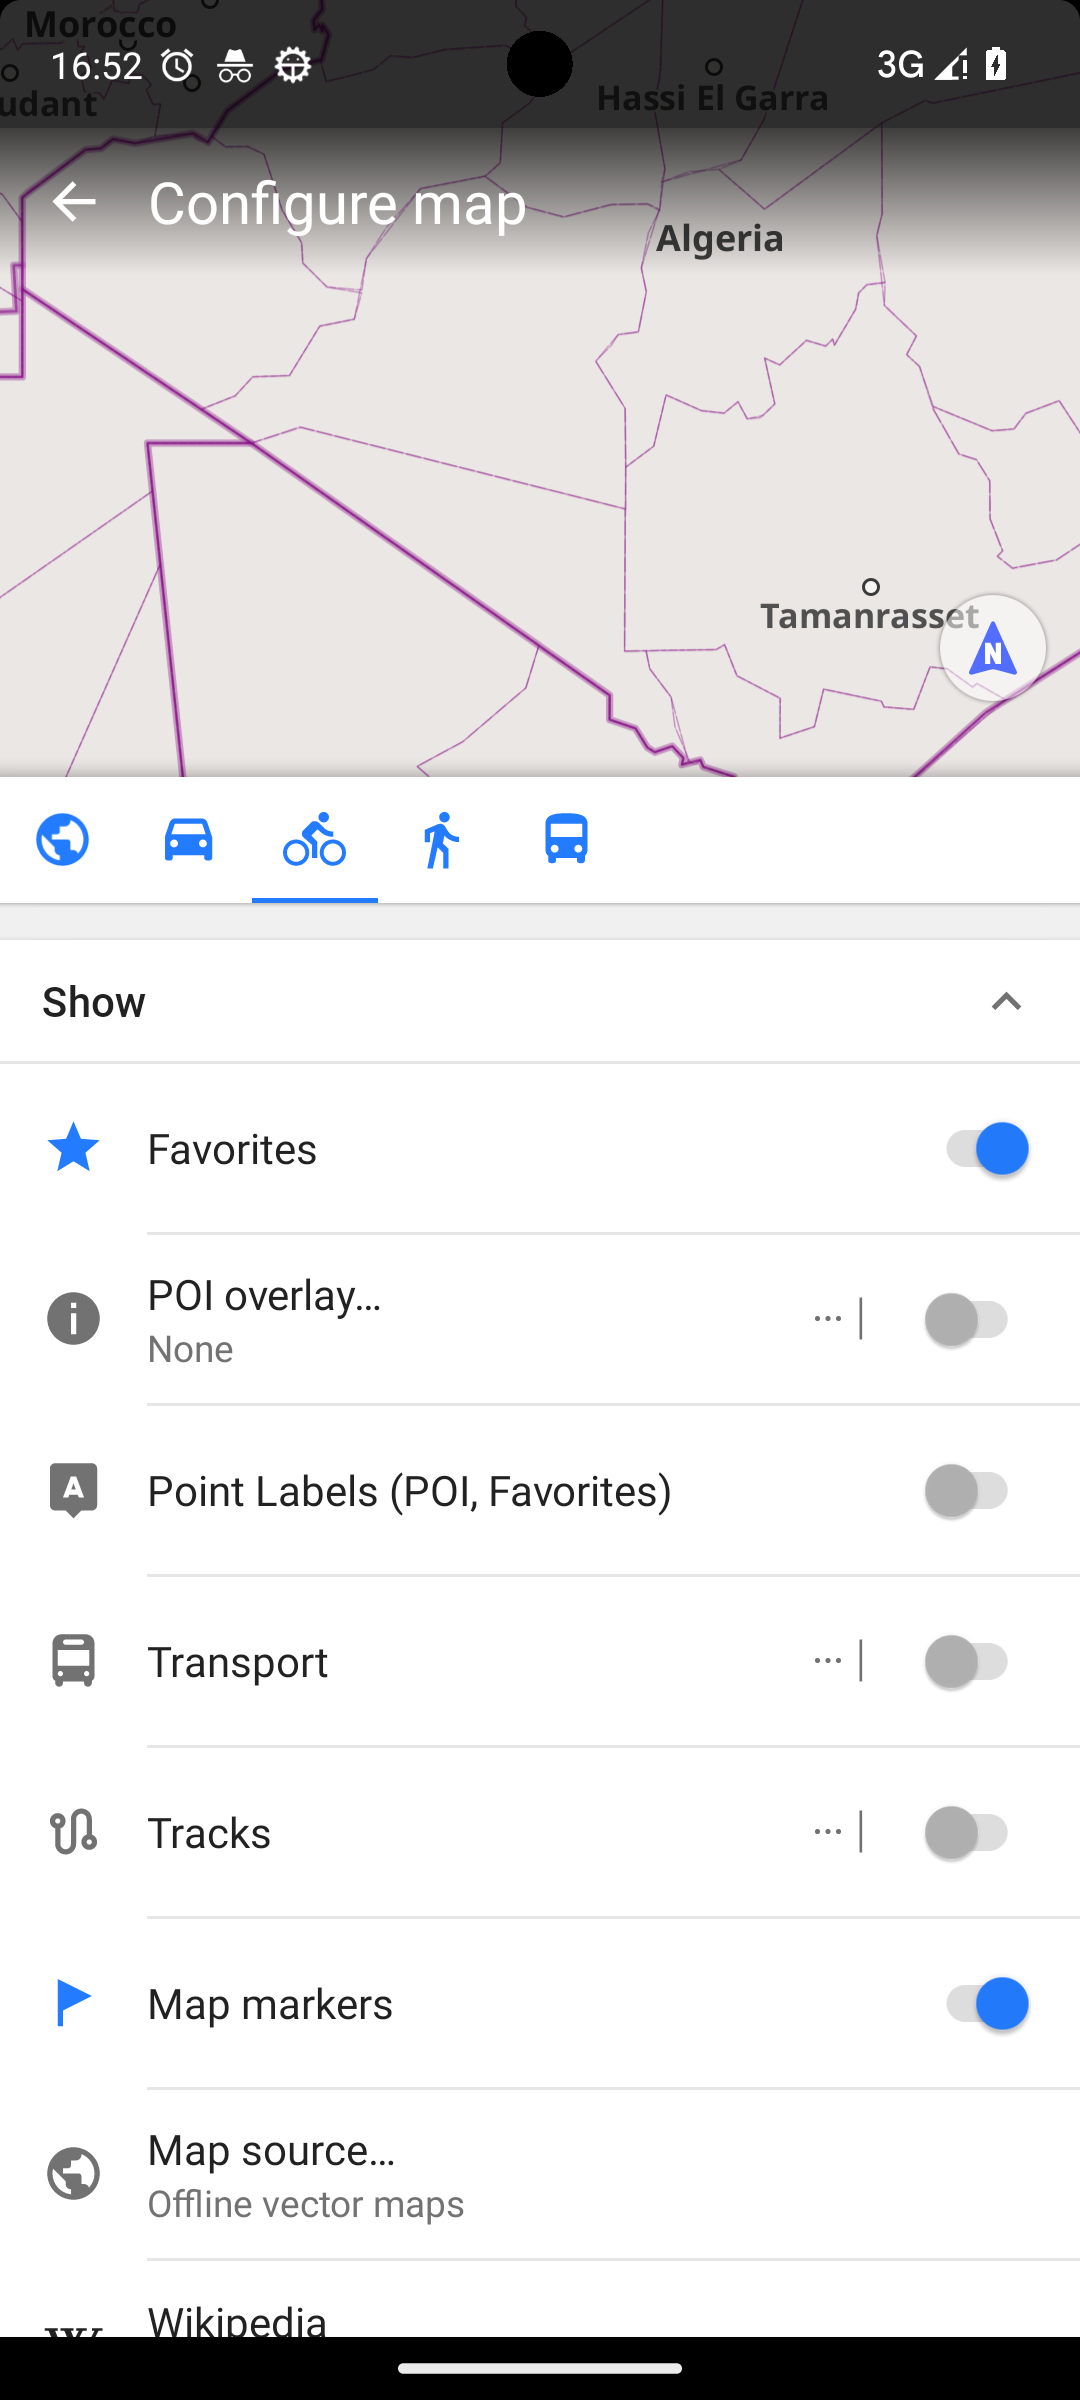 Morocco
16:52
3G
udant
Hassi El Garra
Configure map
Algeria
Tamanrasset
N
Show
Favorites
POI overlay...
None
A
Point Labels (POI, Favorites)
Transport
Tracks
Map markers
Map source...
Offline vector maps
Wikipedia
W